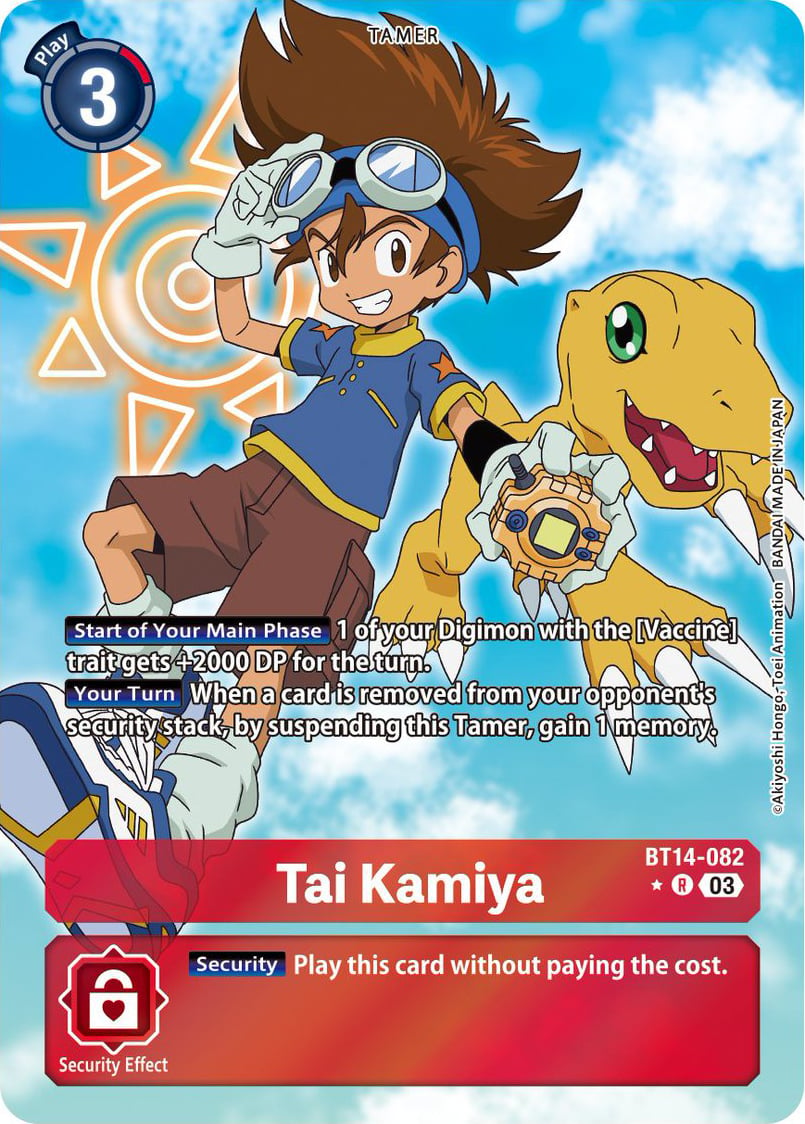 TAMER
Play
3
Start of Your Main Phase 1 of your Digimon with the [Vaccine]
trait gets +2000 DP for the turn.
Your Turn When a card is removed from your opponent's
security stack, by suspending this Tamer, gain 1 memory.
©Akiyoshi Hongo, Toei Animation BANDAI MADE IN JAPAN
BT14-082
Tai Kamiya
R 03
Security Play this card without paying the cost.
Security Effect